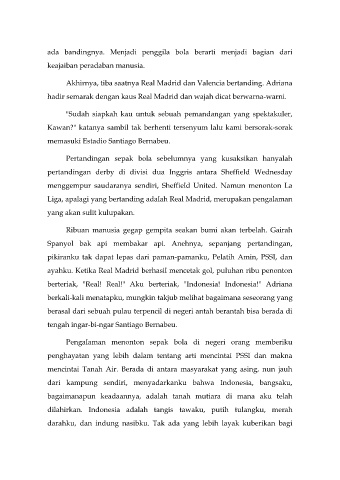 ada bandingnya. Menjadi penggila bola berarti menjadi bagian dari
keajaiban peradaban manusia.
Akhirnya, tiba saatnya Real Madrid dan Valencia bertanding. Adriana
hadir semarak dengan kaus Real Madrid dan wajah dicat berwarna-warni.
"Sudah siapkah kau untuk sebuah pemandangan yang spektakuler,
Kawan?" katanya sambil tak berhenti tersenyum lalu kami bersorak-sorak
memasuki Estadio Santiago Bernabeu.
Pertandingan sepak bola sebelumnya yang kusaksikan hanyalah
pertandingan derby di divisi dua Inggris antara Sheffield Wednesday
menggempur saudaranya sendiri, Sheffield United. Namun menonton La
Liga, apalagi yang bertanding adalah Real Madrid, merupakan pengalaman
yang akan sulit kulupakan.
Ribuan manusia gegap gempita seakan bumi akan terbelah. Gairah
Spanyol bak api membakar api. Anehnya, sepanjang pertandingan,
pikiranku tak dapat lepas dari paman-pamanku, Pelatih Amin, PSSI, dan
ayahku. Ketika Real Madrid berhasil mencetak gol, puluhan ribu penonton
berteriak, "Real! Real!" Aku berteriak, "Indonesia! Indonesia!" Adriana
berkali-kali menatapku, mungkin takjub melihat bagaimana seseorang yang
berasal dari sebuah pulau terpencil di negeri antah berantah bisa berada di
tengah ingar-bi-ngar Santiago Bernabeu.
Pengalaman menonton sepak bola di negeri orang memberiku
penghayatan yang lebih dalam tentang arti mencintai PSSI dan makna
mencintai Tanah Air. Berada di antara masyarakat yang asing, nun jauh
dari kampung sendiri, menyadarkanku bahwa Indonesia, bangsaku,
bagaimanapun keadaannya, adalah tanah mutiara di mana aku telah
dilahirkan. Indonesia adalah tangis tawaku, putih tulangku, merah
darahku, dan indung nasibku. Tak ada yang lebih layak kuberikan bagi